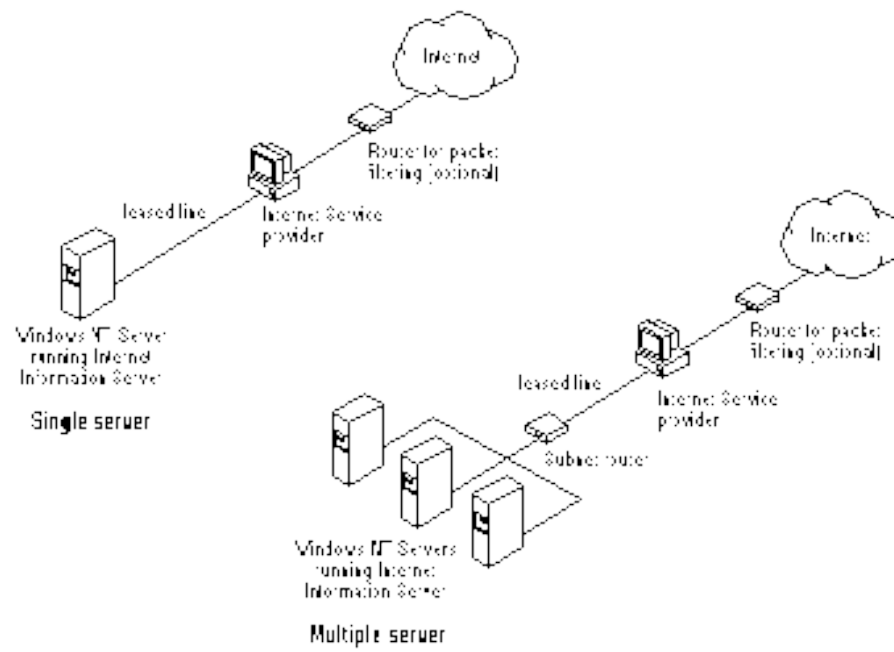 Internet
Router for packet
filtering (optional)
Internet Service
provider
leased line
Windows NT Server
running Internet
Information Server
Single server
Internet
Router for packet
filtering (optional)
Internet Service
provider
leased line
Subnet router
Windows NT Servers
running Internet
Information Server
Multiple server